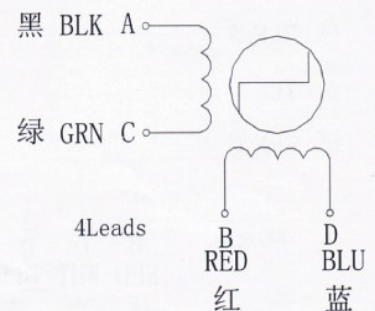 黑 BLK A
绿 GRN C
4Leads
B D
RED BLU
红 蓝